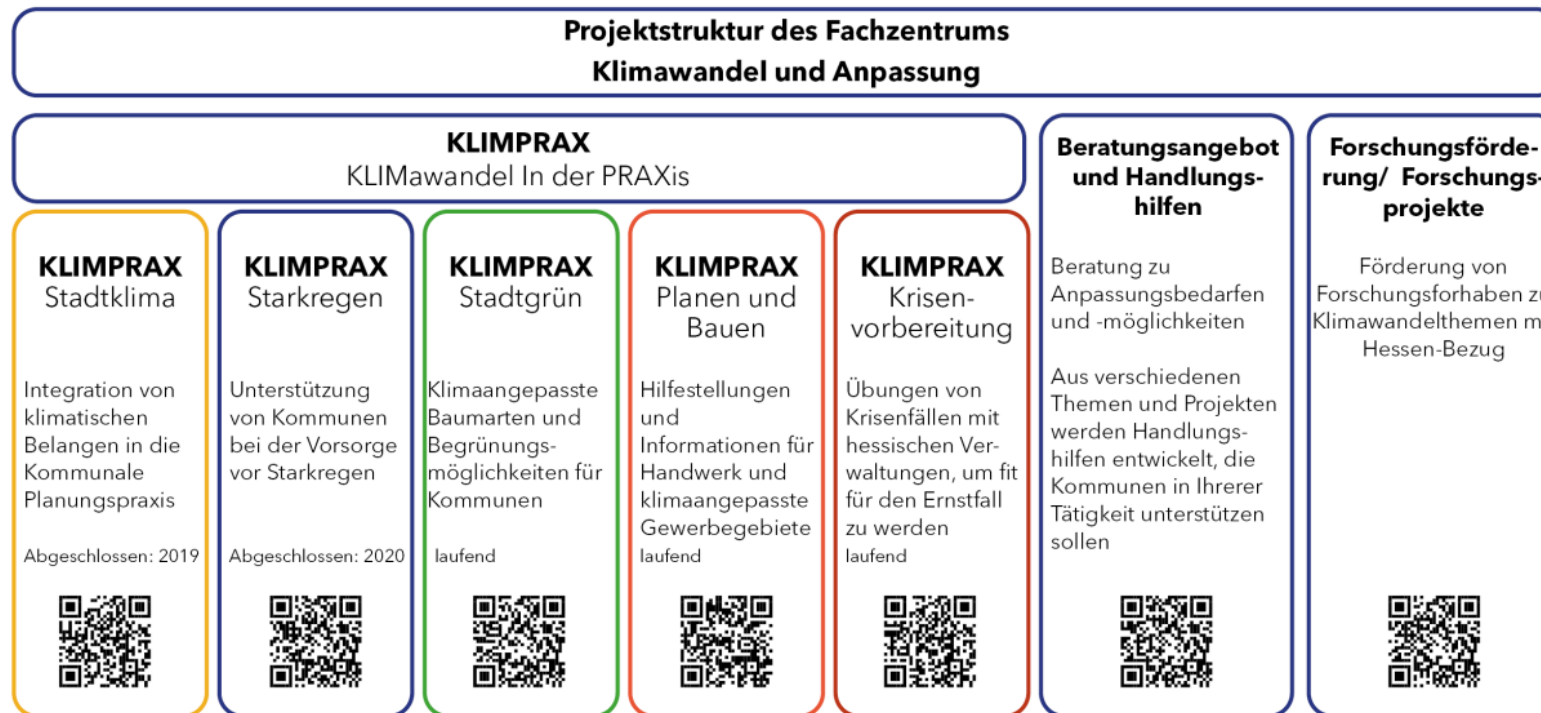 Projektstruktur des Fachzentrums
Klimawandel und Anpassung
KLIMPRAX
KLIMawandel In der PRAXis
KLIMPRAX
Stadtklima
Integration von
klimatischen
Belangen in die
Kommunale
Planungspraxis
Abgeschlossen: 2019
KLIMPRAX
Starkregen
Unterstützung
von Kommunen
bei der Vorsorge
vor Starkregen
Abgeschlossen: 2020
KLIMPRAX
Stadtgrün
Klimaangepasste
Baumarten und
Begrünungs-
möglichkeiten für
Kommunen
laufend
KLIMPRAX
Planen und
Bauen
Hilfestellungen
und
Informationen für
Handwerk und
klimaangepasste
Gewerbegebiete
laufend
KLIMPRAX
Krisen-
vorbereitung
Übungen von
Krisenfällen mit
hessischen Ver-
waltungen, um fit
für den Ernstfall
zu werden
laufend
Beratungsangebot
und Handlungs-
hilfen
Beratung zu
Anpassungsbedarfen
und -möglichkeiten
Aus verschiedenen
Themen und Projekten
werden Handlungs-
hilfen entwickelt, die
Kommunen in Ihrerer
Tätigkeit unterstützen
sollen
Forschungsförde-
rung/ Forschungs-
projekte
Förderung von
Forschungsforhaben
Klimawandelthemen
Hessen-Bezug